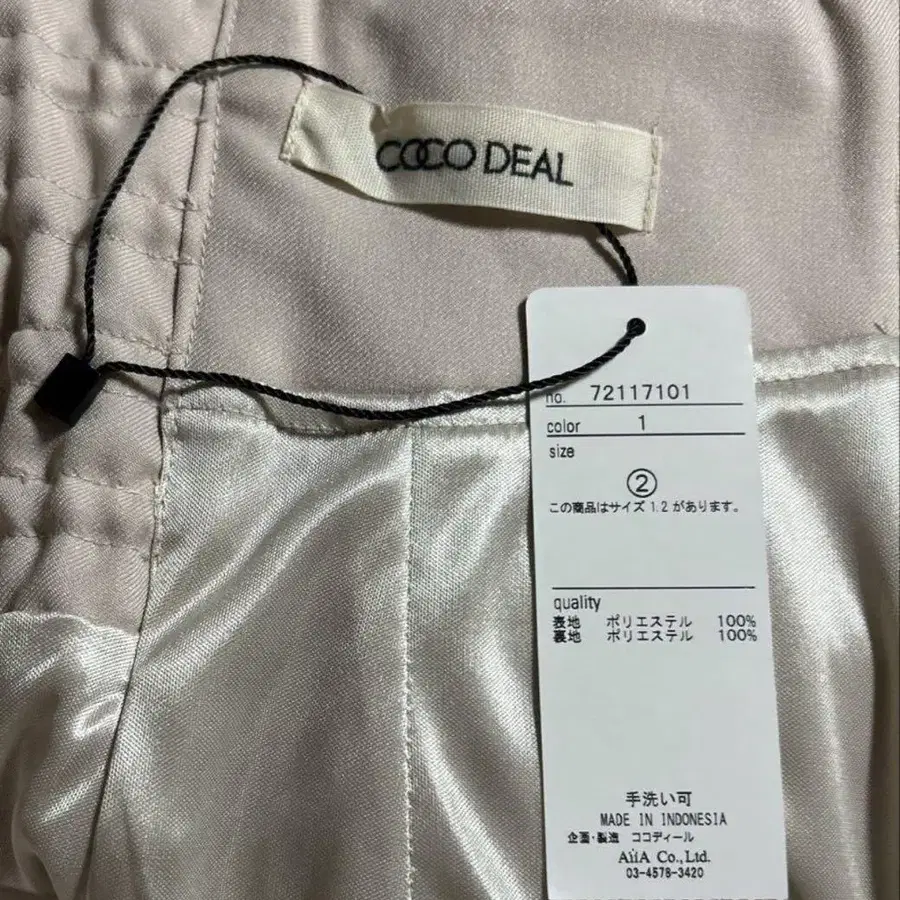 COCO DEAL
no. 72117101
color 1
size
②
この商品はサイズ 1.2 があります。
quality
表地 ポリエステル 100%
裏地 ポリエステル 100%
手洗い可
MADE IN INDONESIA
企画・製造 ココディール
AiiA Co.,Ltd.
03-4578-3420